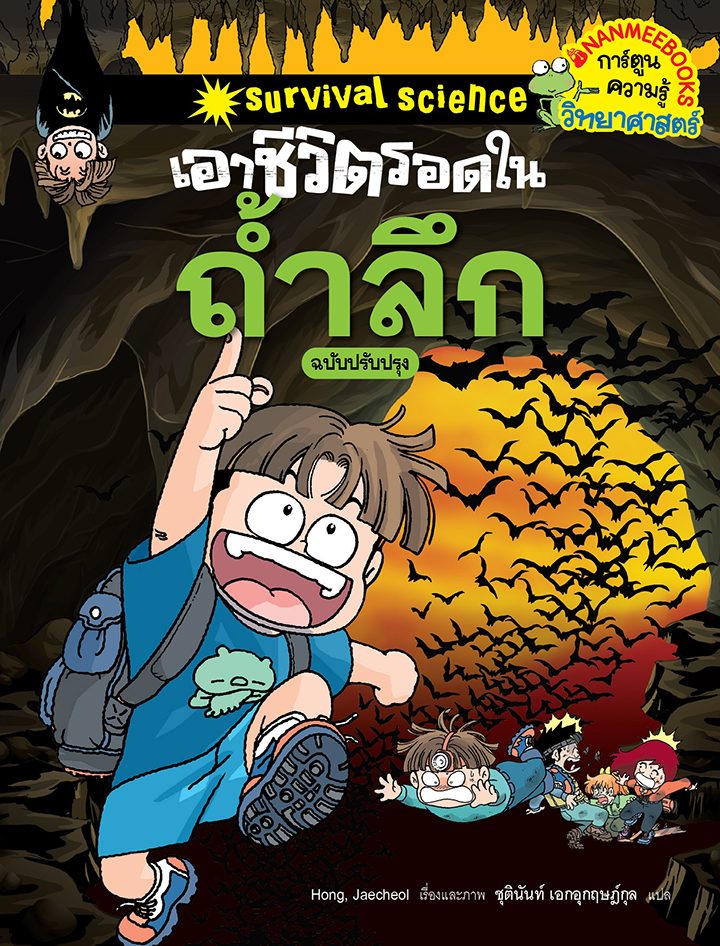 NANMEEBOOKS
การ์ตูน
ความรู้
วิทยาศาสตร์
survival science
เอาชีวิตรอดใน
ถ้ำลึก
ฉบับปรับปรุง
Hong, Jaecheol เรื่องและภาพ ชุตินันท์ เอกอุกฤษฎ์กุล แปล